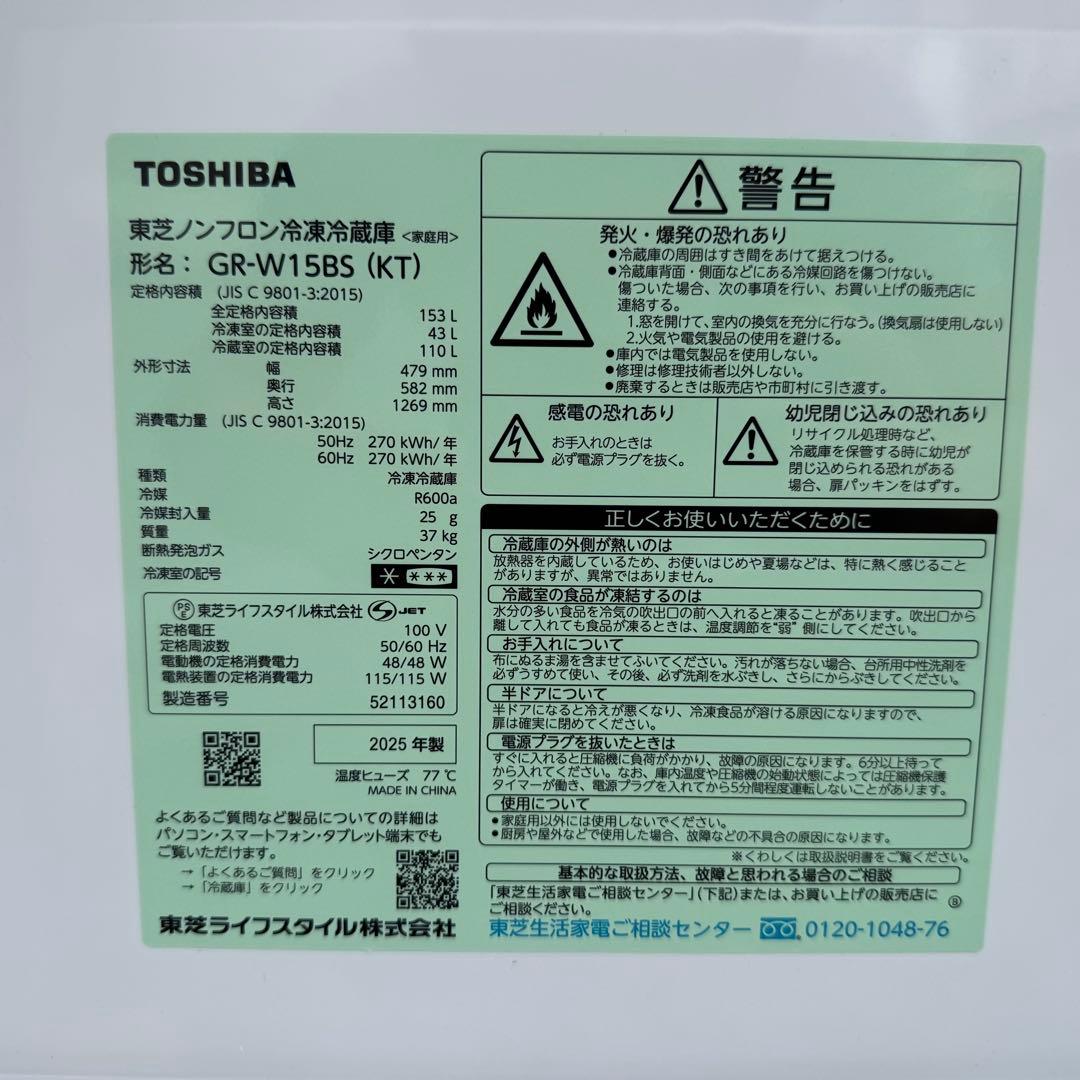 TOSHIBA
東芝ノンフロン冷凍冷蔵庫 <家庭用>
形名： GR-W15BS (KT)
定格内容積 (JIS C 9801-3:2015)
全定格内容積 153 L
冷凍室の定格内容積 43 L
冷蔵室の定格内容積 110 L
外形寸法 幅 479 mm
奥行 582 mm
高さ 1269 mm
消費電力量 (JIS C 9801-3:2015)
50Hz 270 kWh/年
60Hz 270 kWh/年
種類 冷凍冷蔵庫
冷媒 R600a
冷媒封入量 25 g
質量 37 kg
断熱発泡ガス シクロペンタン
冷凍室の記号
PSE 東芝ライフスタイル株式会社 JET
定格電圧 100 V
定格周波数 50/60 Hz
電動機の定格消費電力 48/48 W
電熱装置の定格消費電力 115/115 W
製造番号 52113160
2025 年製
温度ヒューズ 77℃
MADE IN CHINA
よくあるご質問など製品についての詳細は
パソコン・スマートフォン・タブレット端末でも
ご覧いただけます。
→「よくあるご質問」をクリック
→「冷蔵庫」をクリック
東芝ライフスタイル株式会社
警告
発火・爆発の恐れあり
●冷蔵庫の周囲はすき間をあけて据えつける。
●冷蔵庫背面・側面などにある冷媒回路を傷つけない。
傷ついた場合、次の事項を行い、お買い上げの販売店に
連絡する。
1.窓を開けて、室内の換気を充分に行なう。(換気扇は使用しない)
2.火気や電気製品の使用を避ける。
●庫内では電気製品を使用しない。
●修理は修理技術者以外しない。
●廃棄するときは販売店や市町村に引き渡す。
感電の恐れあり
お手入れのときは
必ず電源プラグを抜く。
幼児閉じ込みの恐れあり
リサイクル処理時など、
冷蔵庫を保管する時に幼児が
閉じ込められる恐れがある
場合、扉パッキンをはずす。
正しくお使いいただくために
冷蔵庫の外側が熱いのは
放熱器を内蔵しているため、お使いはじめや夏場などは、特に熱く感じること
がありますが、異常ではありません。
冷蔵室の食品が凍結するのは
水分の多い食品を冷気の吹出口の前へ入れると凍ることがあります。吹出口から
離して入れても食品が凍るときは、温度調節を“弱”側にしてください。
お手入れについて
布にぬるま湯を含ませてふいてください。汚れが落ちない場合、台所用中性洗剤を
必ずうすめて使い、その後、必ず洗剤を水ぶきし、さらにからぶきしてください。
半ドアについて
半ドアになると冷えが悪くなり、冷凍食品が溶ける原因になりますので、
扉は確実に閉めてください。
電源プラグを抜いたときは
すぐに入れると圧縮機に負荷がかかり、故障の原因になります。6分以上待って
から入れてください。なお、庫内温度や圧縮機の始動状態によっては圧縮機保護
タイマーが働き、電源プラグを入れてから5分間程度運転しないことがあります。
使用について
●家庭用以外には使用しないでください。
●厨房や屋外などで使用した場合、故障などの不具合の原因になります。
※くわしくは取扱説明書をご覧ください。
基本的な取扱方法、故障と思われる場合のご相談
「東芝生活家電ご相談センター」(下記)または、お買い上げの販売店に
ご相談ください。
東芝生活家電ご相談センター 0120-1048-76